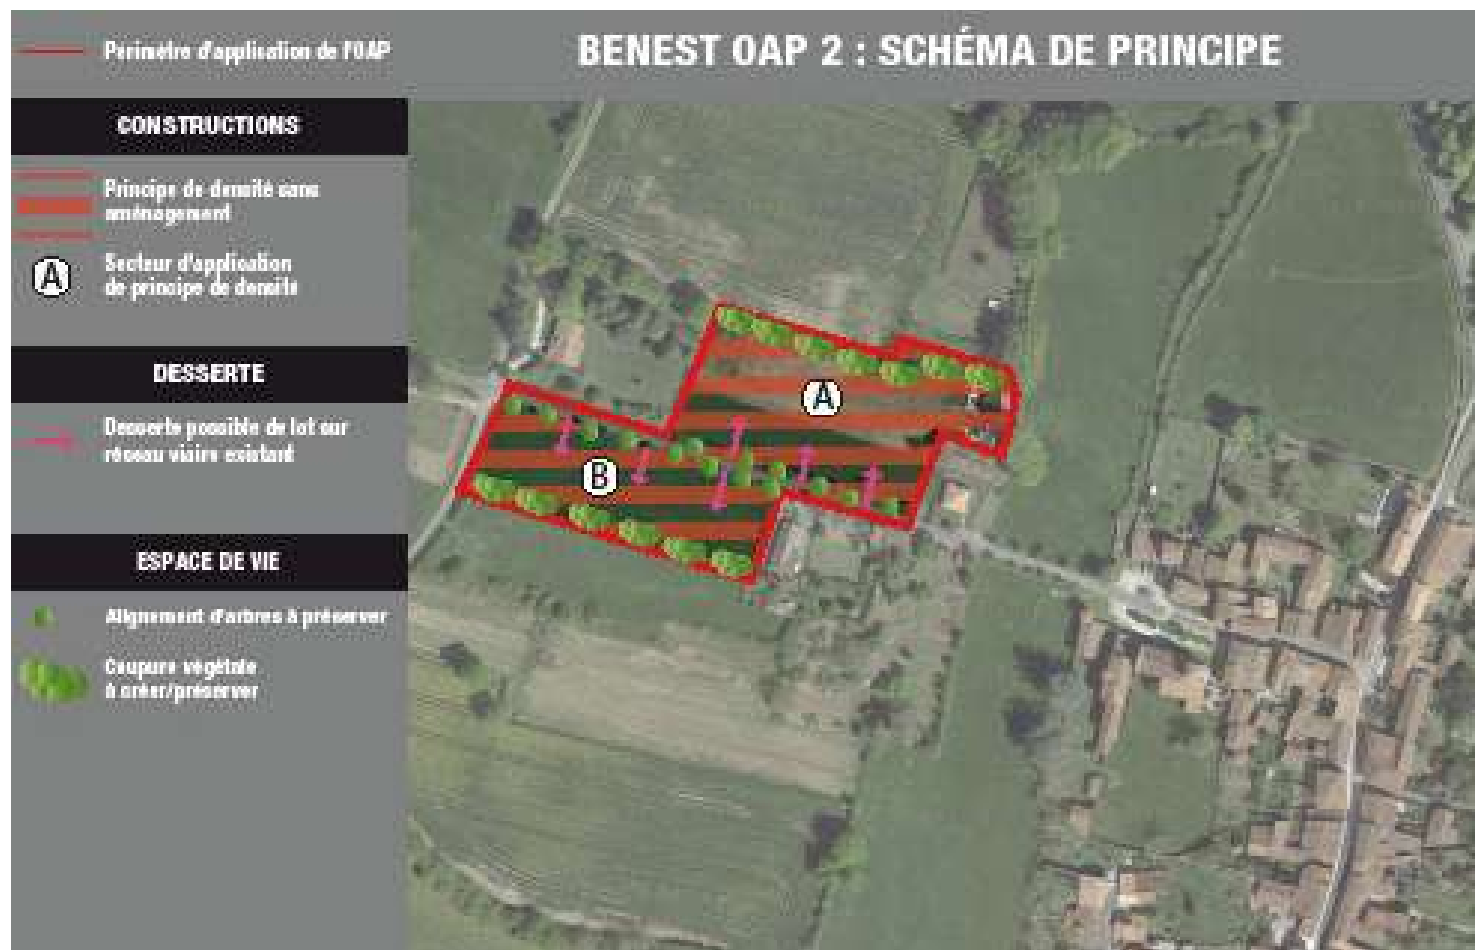 Périmètre d'application de l'OAP
BENEST OAP 2 : SCHÉMA DE PRINCIPE
CONSTRUCTIONS
Principe de densité sans
aménagement
A
Secteur d'application
de principe de densité
DESSERTE
Desserte possible de lot sur
réseau viaire existant
ESPACE DE VIE
Alignement d'arbres à préserver
Coupure végétale
à créer/préserver
A
B